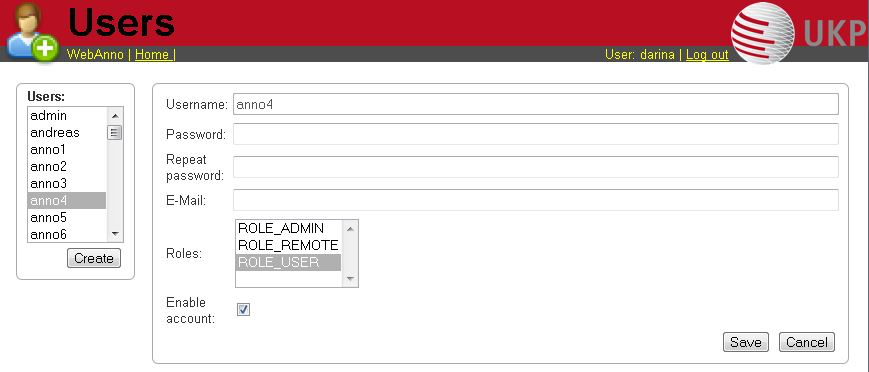 Users
WebAnno | Home |
User: darina | Log out
UKP
Users:
admin
andreas
anno1
anno2
anno3
anno4
anno5
anno6
Create
Username: anno4
Password:
Repeat
password:
E-Mail:
Roles:
ROLE_ADMIN
ROLE_REMOTE
ROLE_USER
Enable
account:
Save Cancel